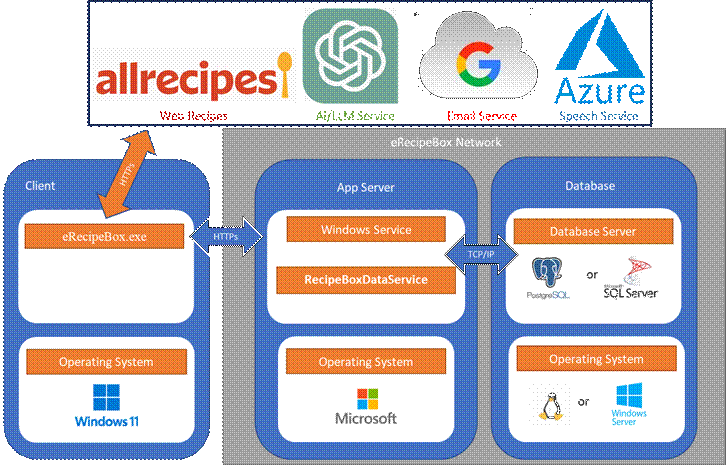 allrecipes
Web Recipes
AI/LLM Service
Email Service
Azure
Speech Service
eRecipeBox Network
HTTPs
Client
App Server
Database
eRecipeBox.exe
HTTPs
Windows Service
RecipeBoxDataService
TCP/IP
Database Server
PostgreSQL
or
Microsoft
SQL Server
Operating System
Windows 11
Operating System
Microsoft
Operating System
or
Windows
Server